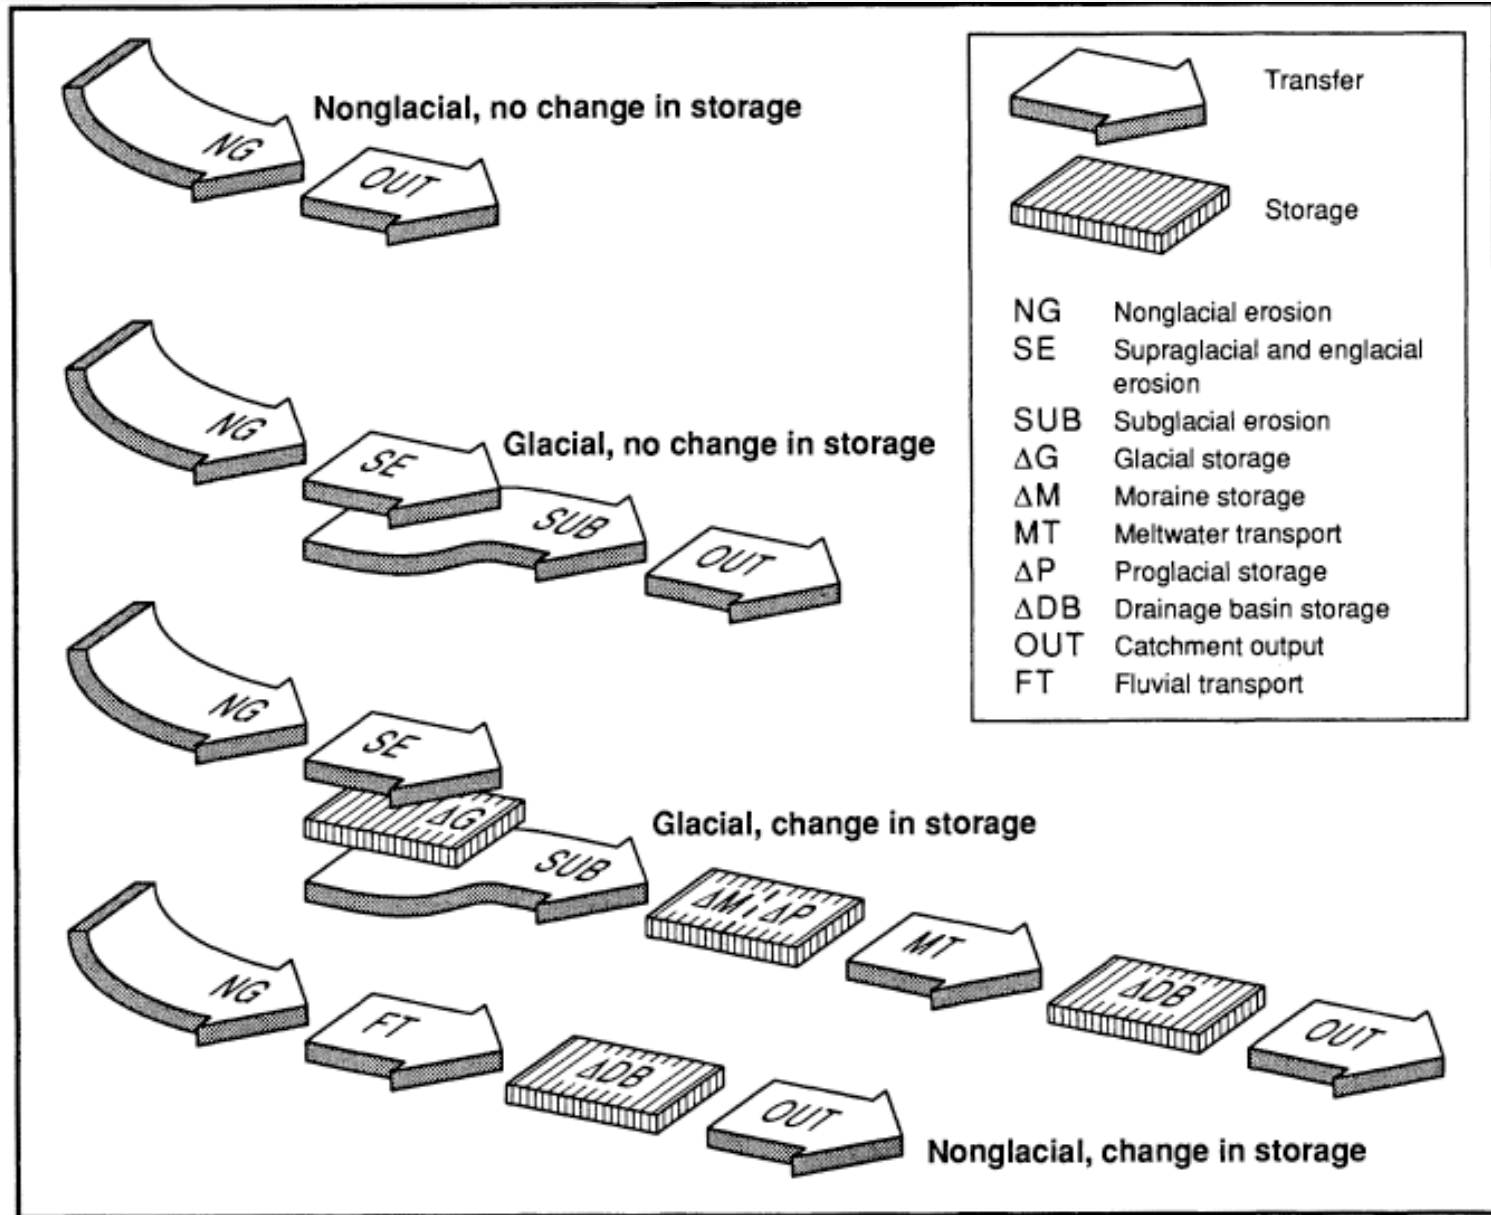 NG
Nonglacial, no change in storage
OUT
NG
SE
Glacial, no change in storage
SUB
OUT
NG
SE
ΔG
Glacial, change in storage
SUB
ΔM, ΔP
MT
ΔDB
OUT
NG
FT
ΔDB
OUT
Nonglacial, change in storage
Transfer
Storage
NG Nonglacial erosion
SE Supraglacial and englacial
erosion
SUB Subglacial erosion
ΔG Glacial storage
ΔM Moraine storage
MT Meltwater transport
ΔP Proglacial storage
ΔDB Drainage basin storage
OUT Catchment output
FT Fluvial transport